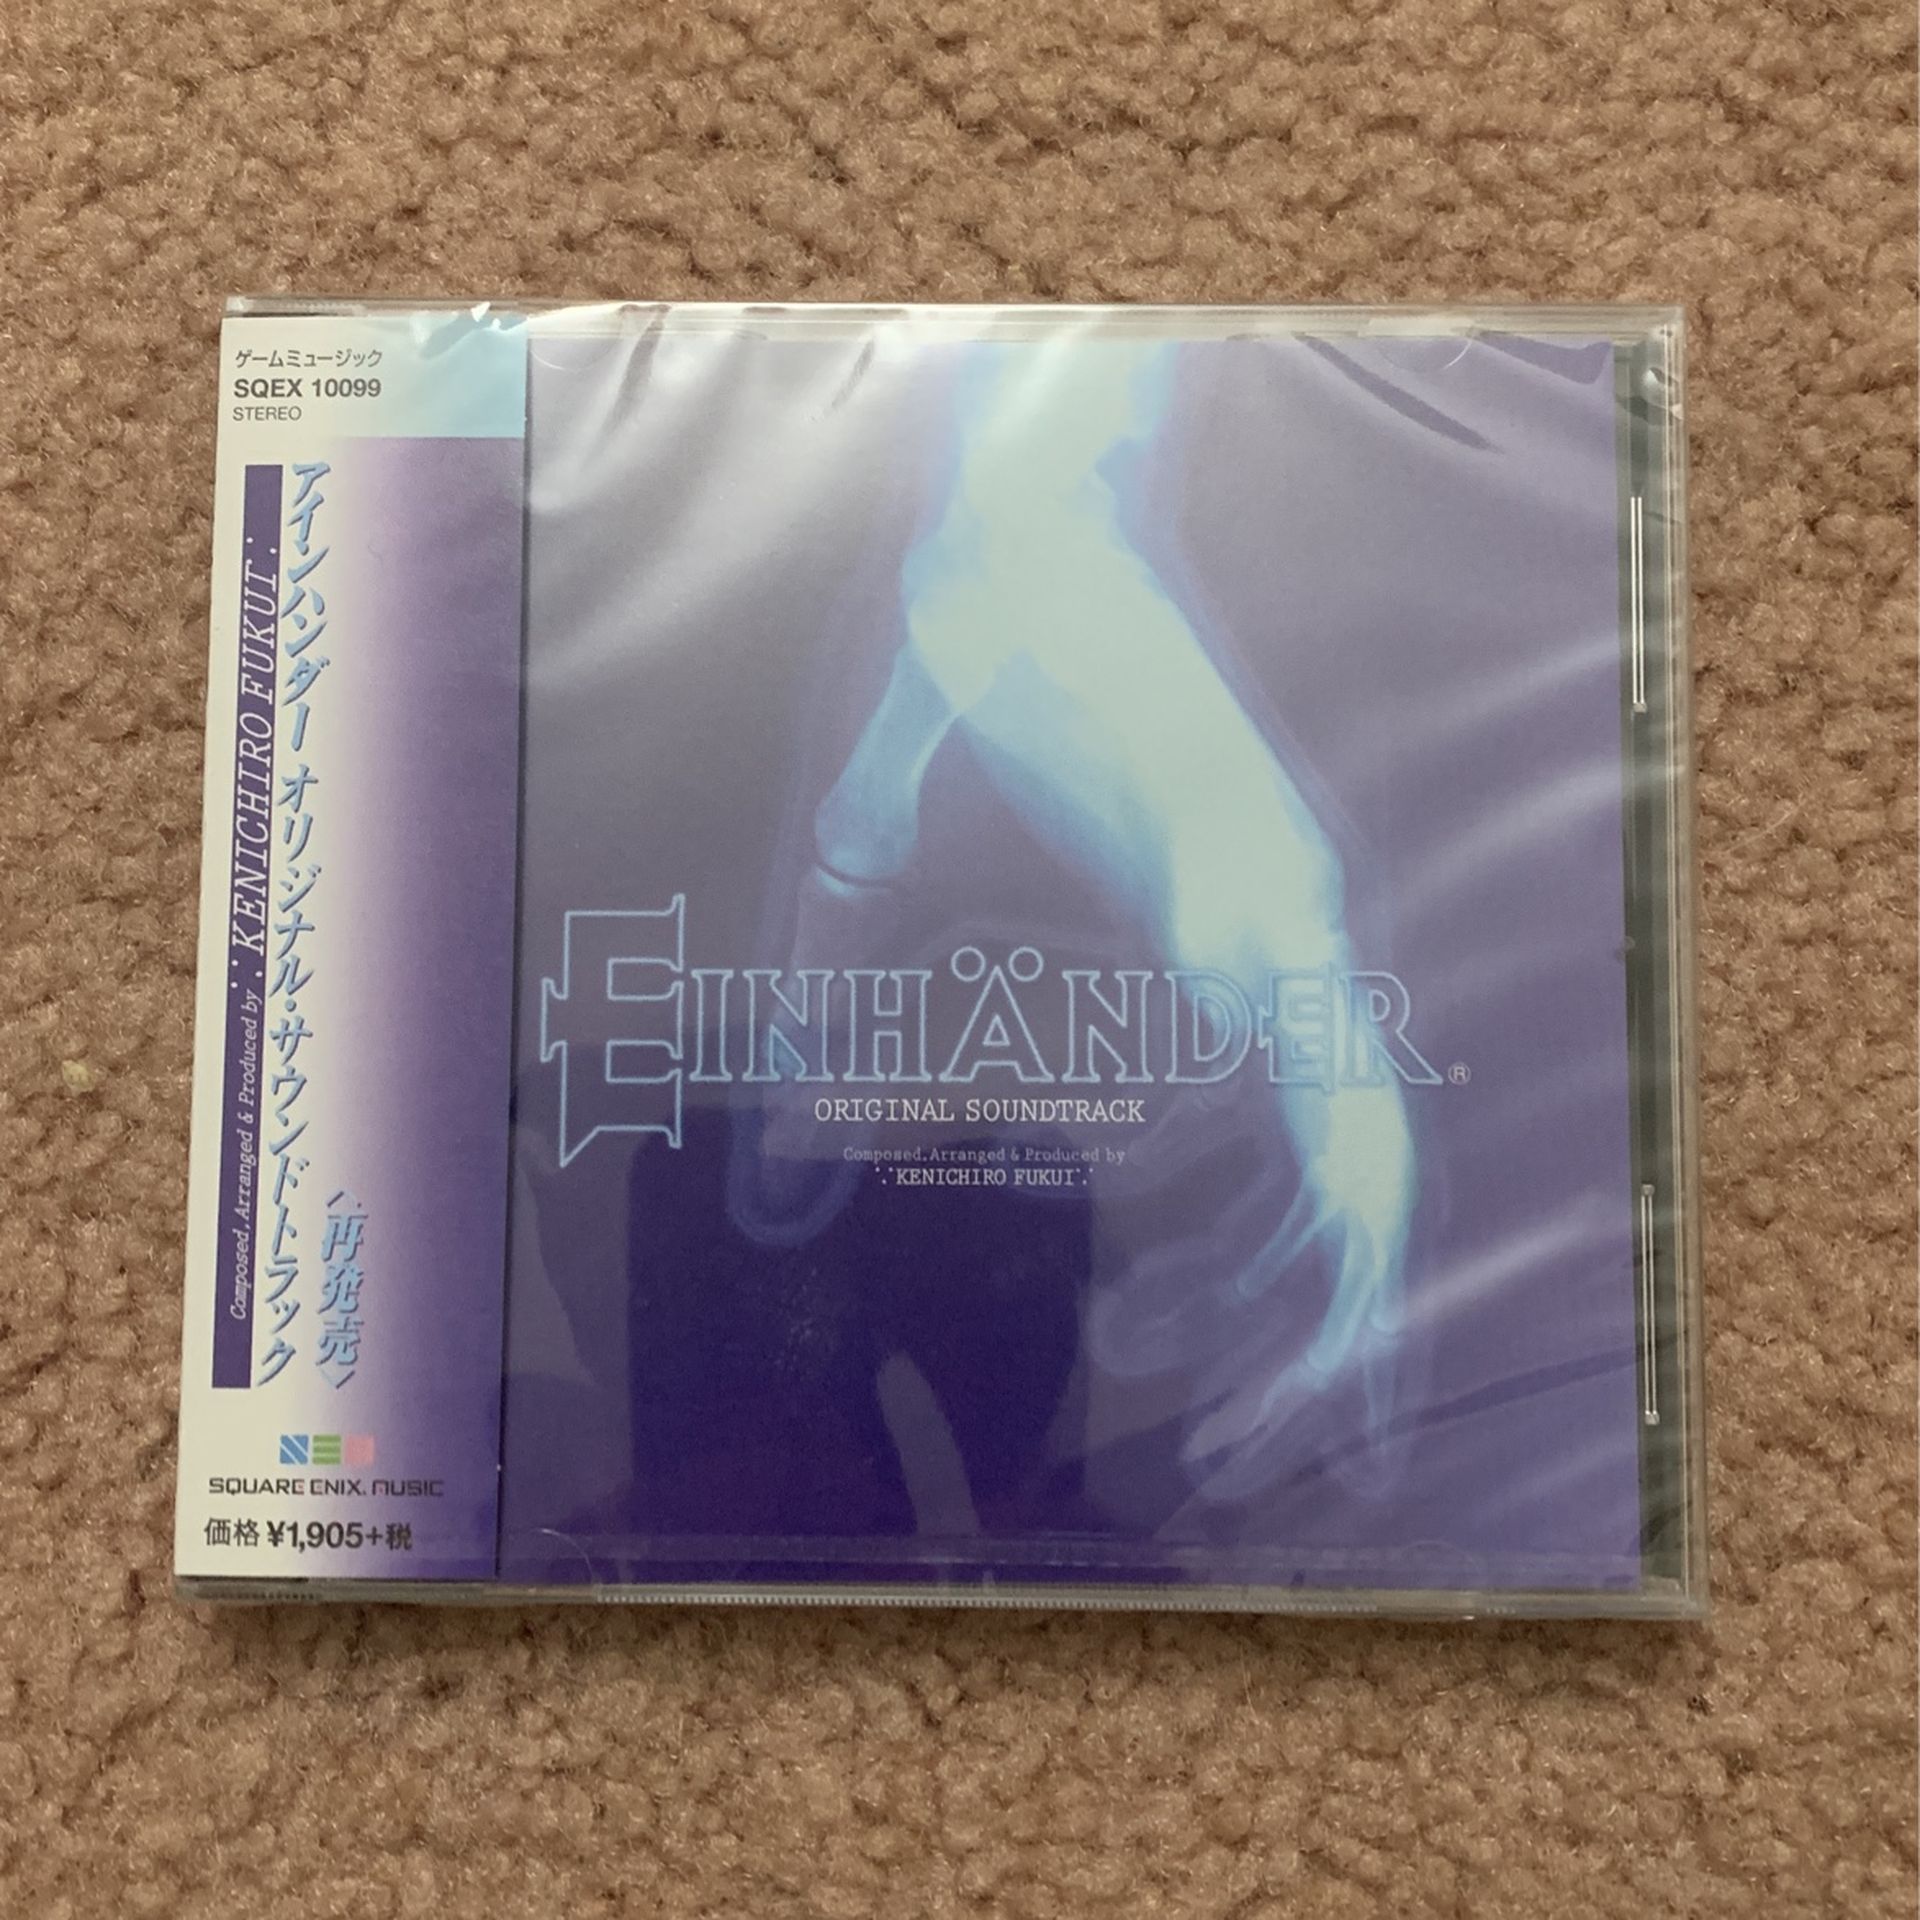 ゲームミュージック
SQEX 10099
STEREO
アインハンダー オリジナル・サウンドトラック
〈再発売〉
Composed, Arranged & Produced by ∵KENICHIRO FUKUI∵
SQUARE ENIX. MUSIC
価格 ¥1,905+税
EINHÄNDER®
ORIGINAL SOUNDTRACK
Composed, Arranged & Produced by
∵KENICHIRO FUKUI∵